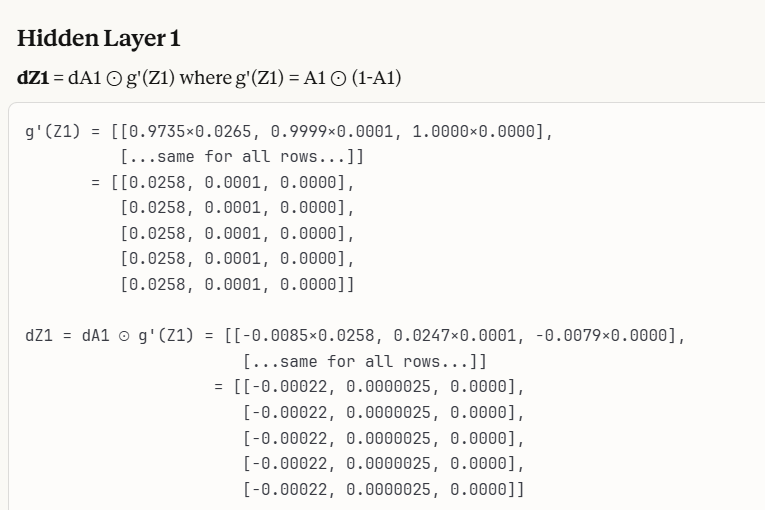 Hidden Layer 1
dZ1 = dA1 ⊙ g'(Z1) where g'(Z1) = A1 ⊙ (1-A1)
g'(Z1) = [[0.9735×0.0265, 0.9999×0.0001, 1.0000×0.0000],
[...same for all rows...]]
= [[0.0258, 0.0001, 0.0000],
[0.0258, 0.0001, 0.0000],
[0.0258, 0.0001, 0.0000],
[0.0258, 0.0001, 0.0000],
[0.0258, 0.0001, 0.0000]]
dZ1 = dA1 ⊙ g'(Z1) = [[-0.0085×0.0258, 0.0247×0.0001, -0.0079×0.0000],
[...same for all rows...]]
= [[-0.00022, 0.0000025, 0.0000],
[-0.00022, 0.0000025, 0.0000],
[-0.00022, 0.0000025, 0.0000],
[-0.00022, 0.0000025, 0.0000],
[-0.00022, 0.0000025, 0.0000]]